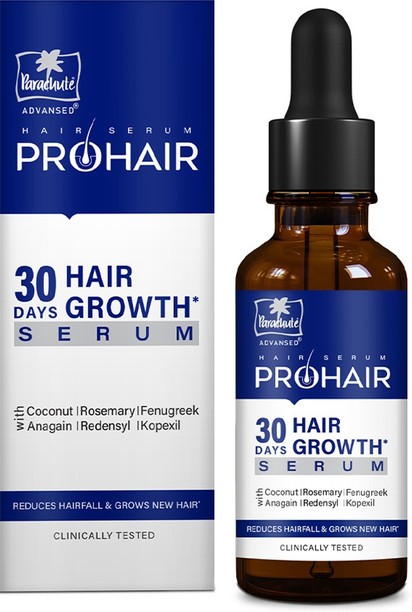 Parachute®
ADVANSED®
HAIR SERUM
PROHAIR
30 DAYS HAIR GROWTH*
SERUM
with Coconut | Rosemary | Fenugreek
Anagain | Redensyl | Kopexil
REDUCES HAIRFALL & GROWS NEW HAIR*
CLINICALLY TESTED
Parachute®
ADVANSED®
HAIR SERUM
PROHAIR
30 DAYS HAIR GROWTH*
SERUM
with Coconut | Rosemary | Fenugreek
Anagain | Redensyl | Kopexil
REDUCES HAIRFALL & GROWS NEW HAIR*
CLINICALLY TESTED